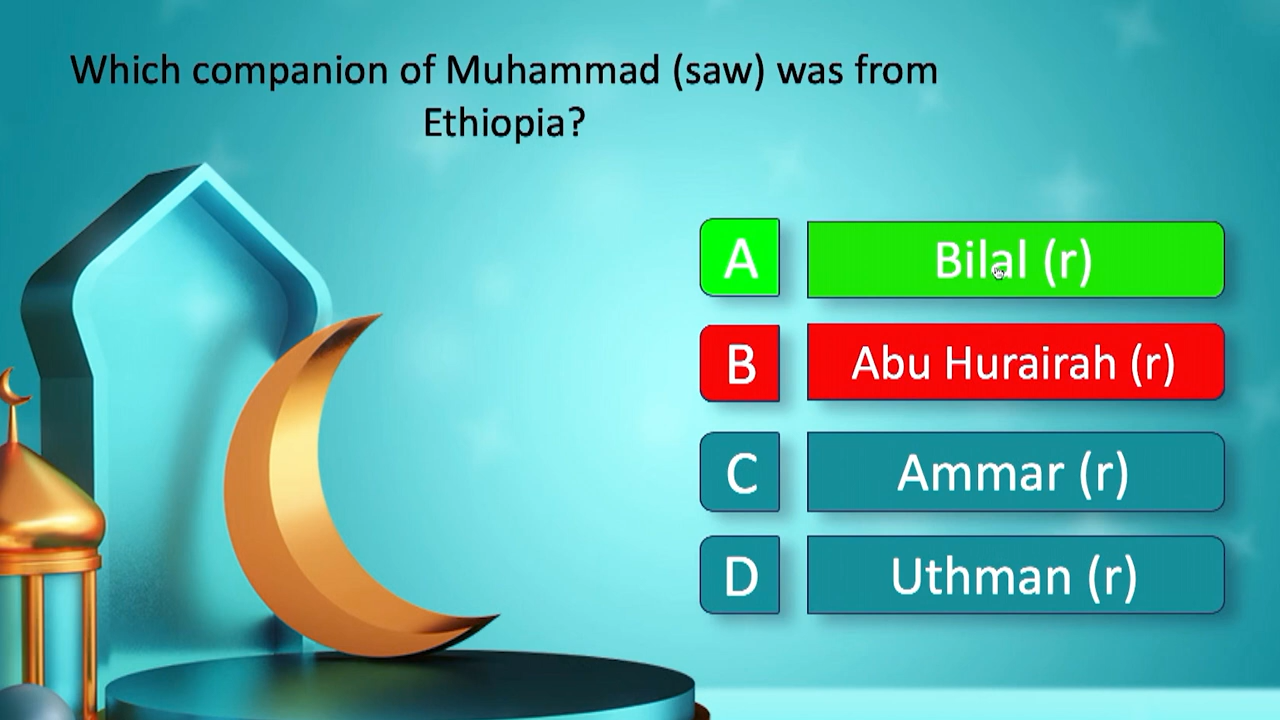 Which companion of Muhammad (saw) was from
Ethiopia?
A Bilal (r)
B Abu Hurairah (r)
C Ammar (r)
D Uthman (r)